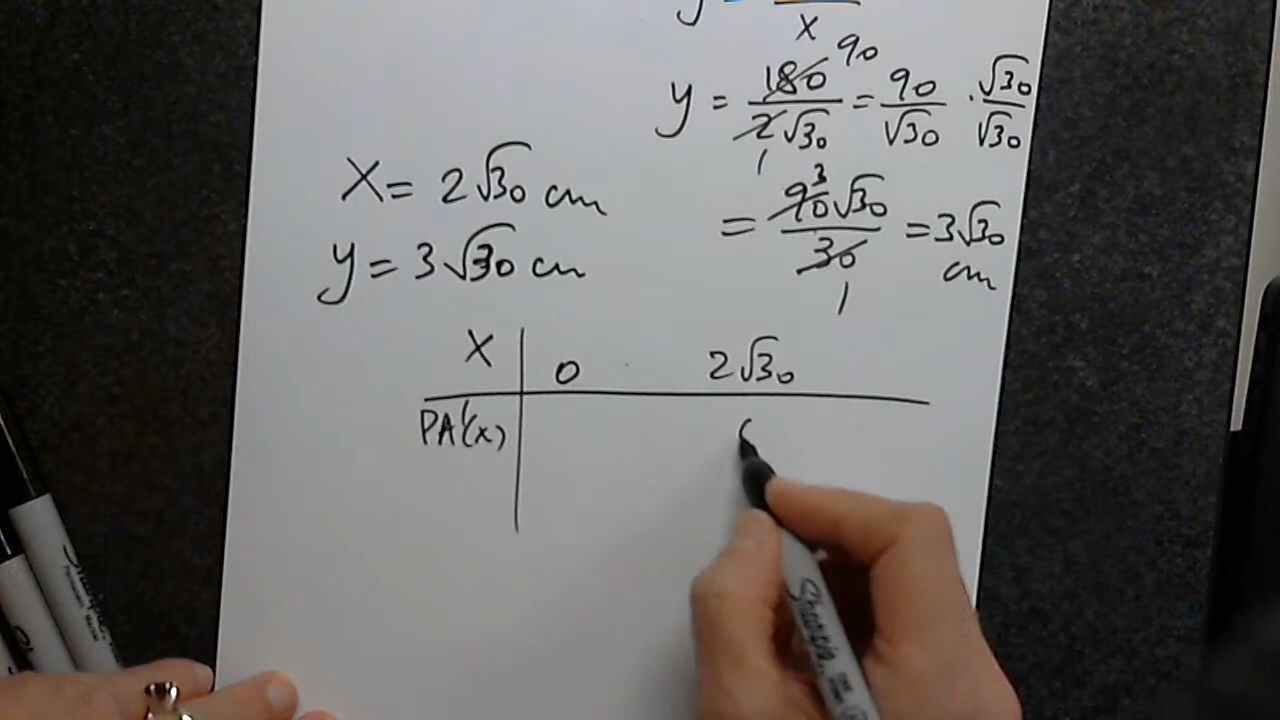 y = ― x
y = 180 / 2√30 = 90 / √30 · √30 / √30
90
1
X = 2√30 cm
y = 3√30 cm
= 90√30 / 30 = 3√30 cm
3
1
X | 0 2√30
PA'(x)
Sharpie